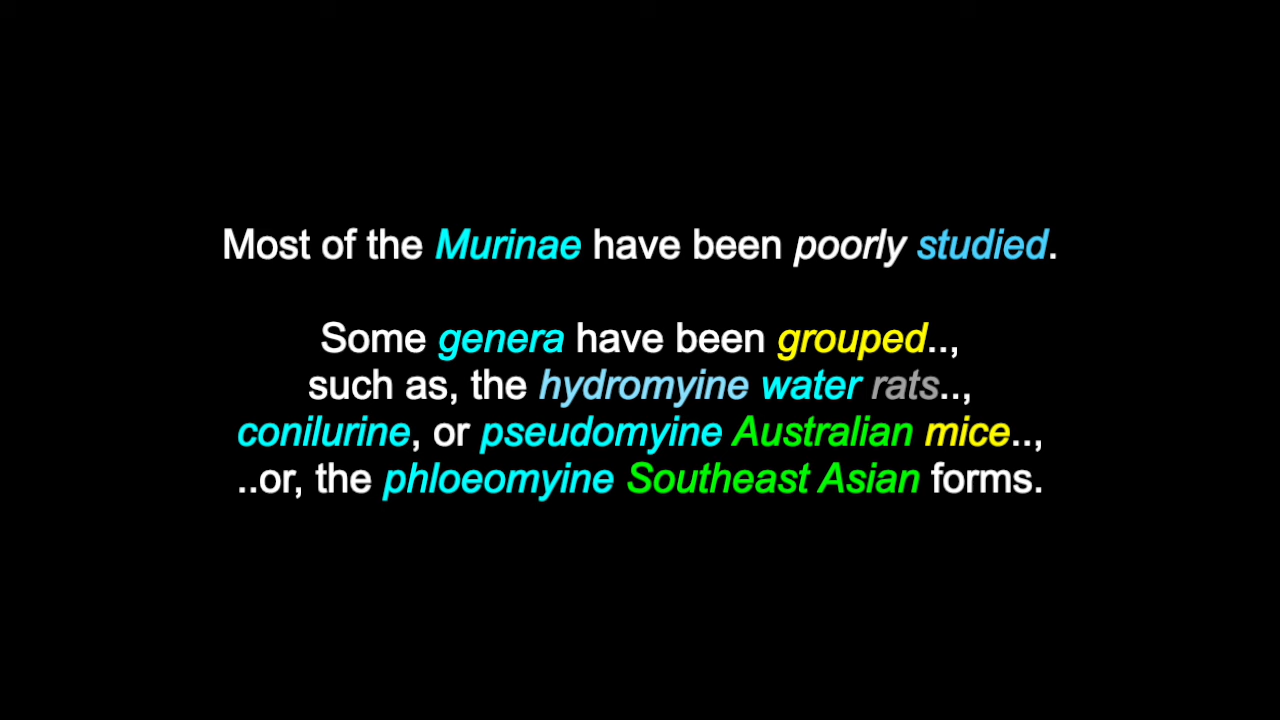 Most of the Murinae have been poorly studied.
Some genera have been grouped..,
such as, the hydromyine water rats..,
conilurine, or pseudomyine Australian mice..,
..or, the phloeomyine Southeast Asian forms.